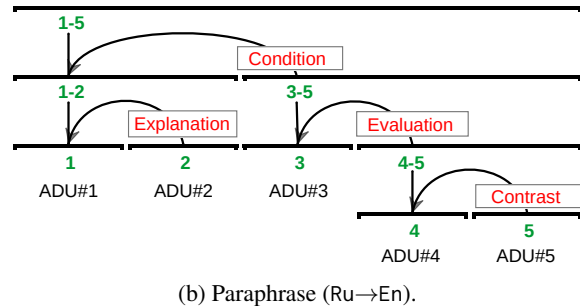 1-5
Condition
1-2 3-5
Explanation Evaluation
1 2 3 4-5
ADU#1 ADU#2 ADU#3
Contrast
4 5
ADU#4 ADU#5
(b) Paraphrase (Ru→En).